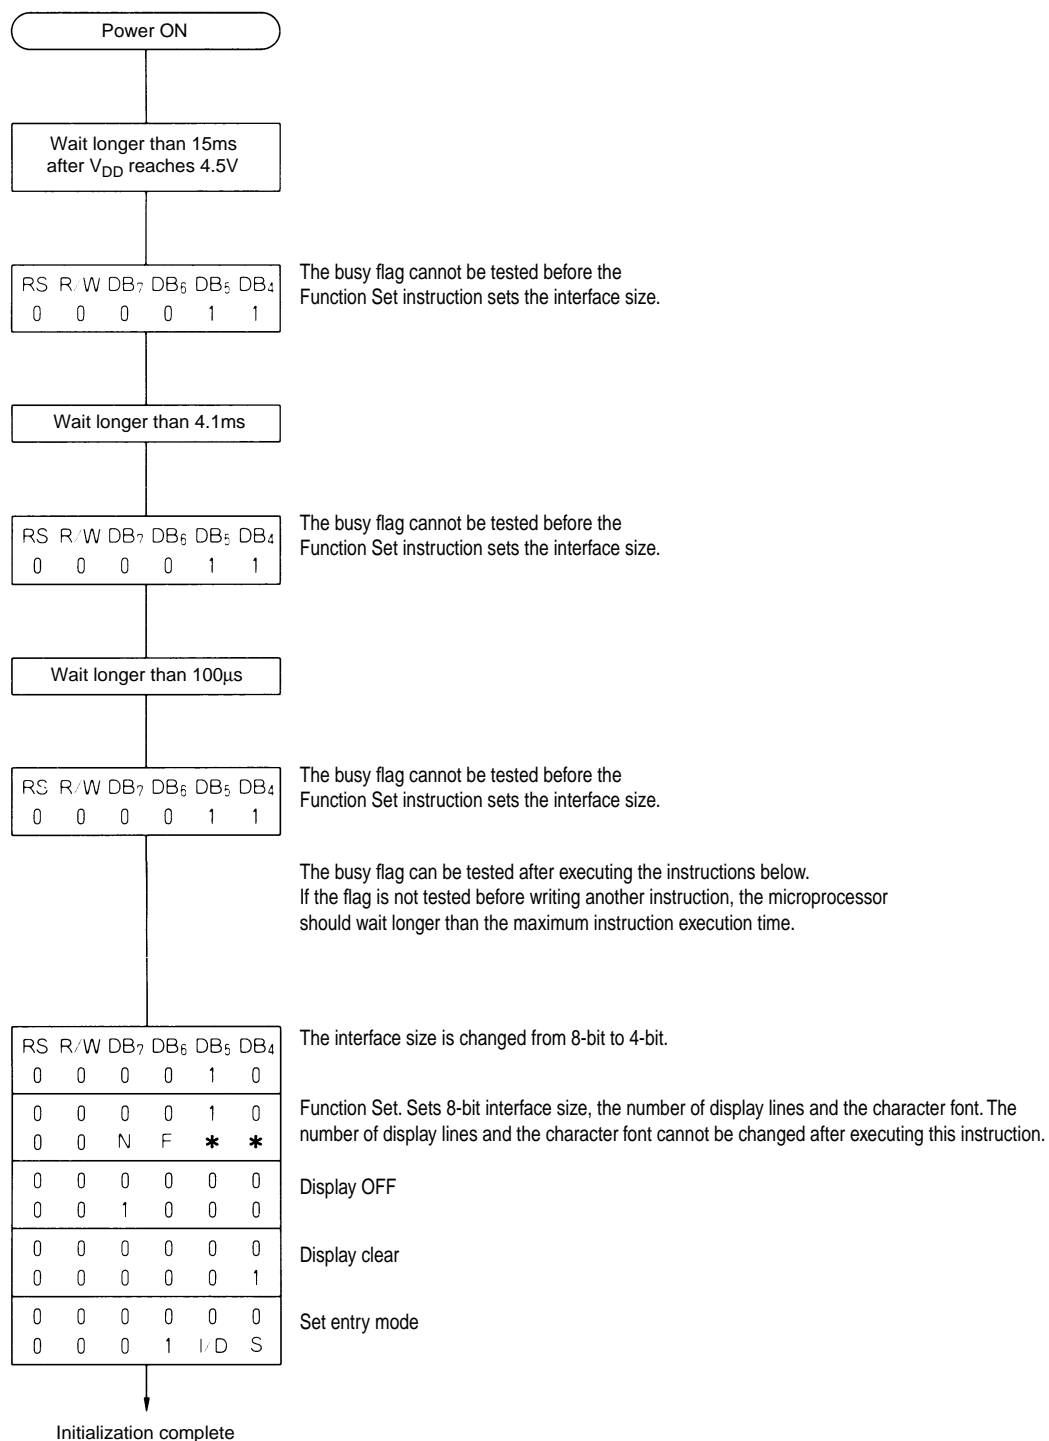 Power ON
Wait longer than 15ms
after VDD reaches 4.5V
RS R/W DB7 DB6 DB5 DB4
0 0 0 0 1 1
The busy flag cannot be tested before the
Function Set instruction sets the interface size.
Wait longer than 4.1ms
RS R/W DB7 DB6 DB5 DB4
0 0 0 0 1 1
The busy flag cannot be tested before the
Function Set instruction sets the interface size.
Wait longer than 100µs
RS R/W DB7 DB6 DB5 DB4
0 0 0 0 1 1
The busy flag cannot be tested before the
Function Set instruction sets the interface size.
The busy flag can be tested after executing the instructions below.
If the flag is not tested before writing another instruction, the microprocessor
should wait longer than the maximum instruction execution time.
RS R/W DB7 DB6 DB5 DB4
0 0 0 0 1 0
The interface size is changed from 8-bit to 4-bit.
0 0 0 0 1 0
0 0 N F * *
Function Set. Sets 8-bit interface size, the number of display lines and the character font. The
number of display lines and the character font cannot be changed after executing this instruction.
0 0 0 0 0 0
0 0 1 0 0 0
Display OFF
0 0 0 0 0 0
0 0 0 0 0 1
Display clear
0 0 0 0 0 0
0 0 0 1 I/D S
Set entry mode
Initialization complete